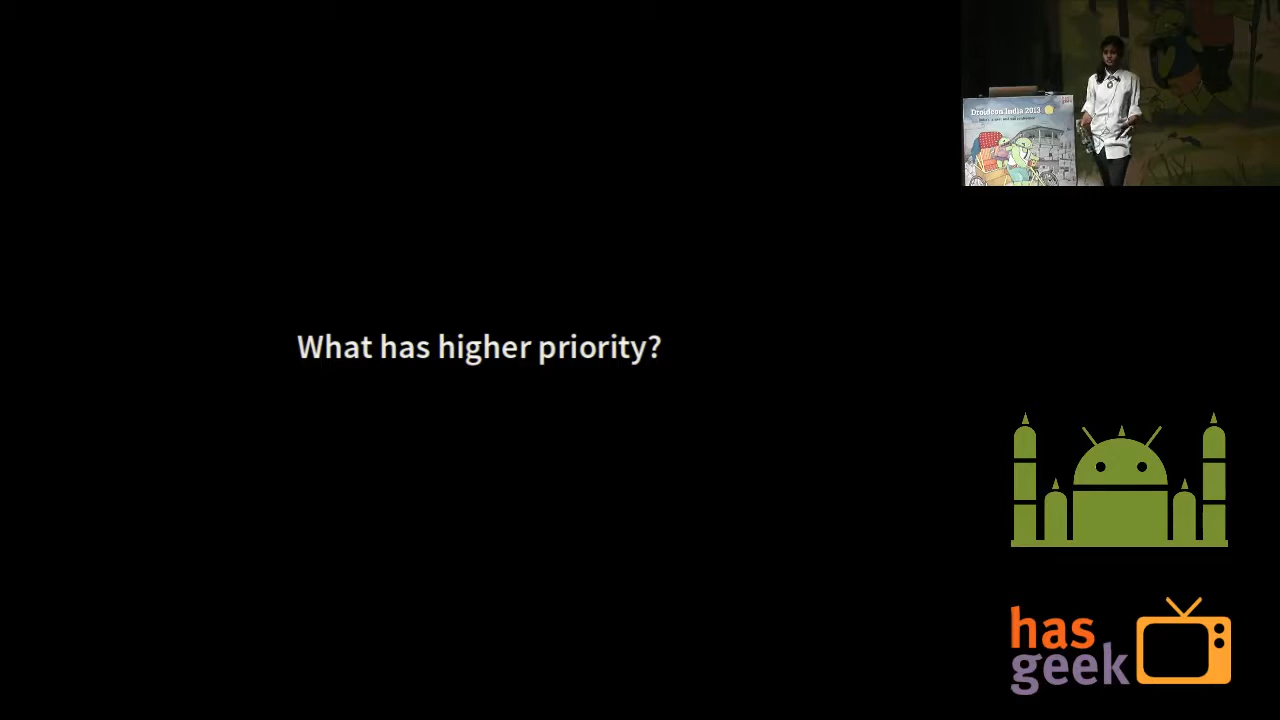 Droidcon India 2013
What has higher priority?
has
geek